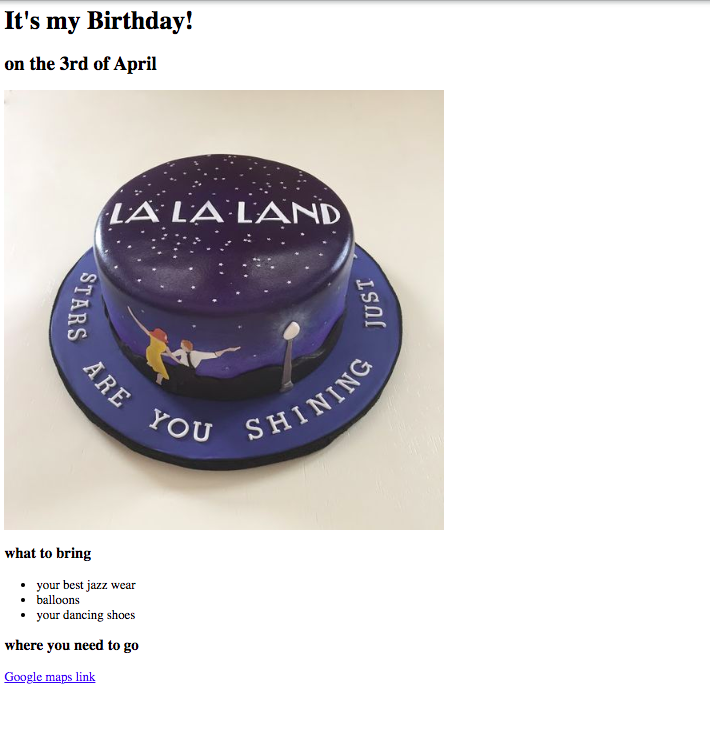 It's my Birthday!
on the 3rd of April
LA LA LAND
STARS ARE YOU SHINING JUST
what to bring
your best jazz wear
balloons
your dancing shoes
where you need to go
Google maps link